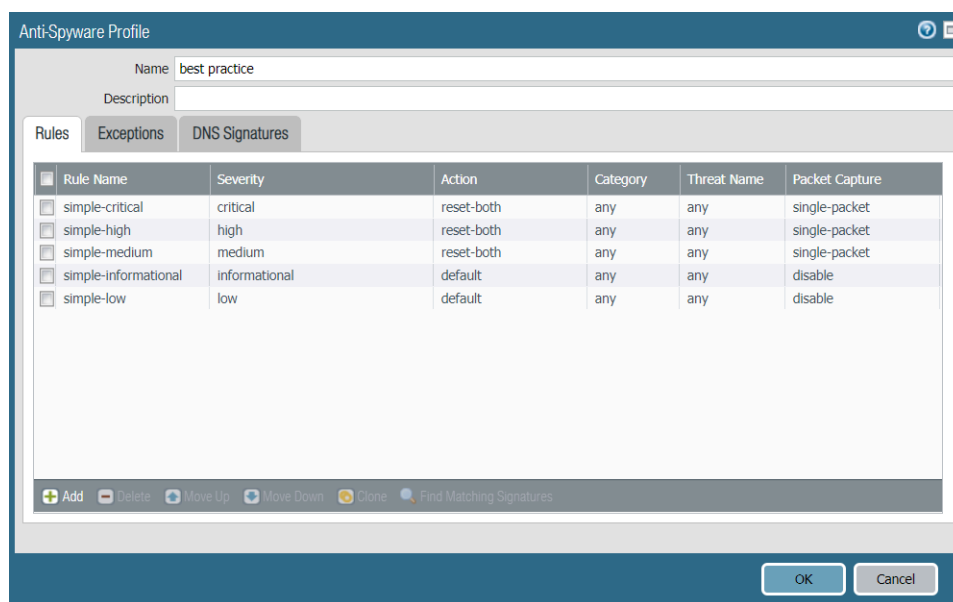 Anti-Spyware Profile
Name best practice
Description
Rules Exceptions DNS Signatures
Rule Name Severity Action Category Threat Name Packet Capture
simple-critical critical reset-both any any single-packet
simple-high high reset-both any any single-packet
simple-medium medium reset-both any any single-packet
simple-informational informational default any any disable
simple-low low default any any disable
Add Delete Move Up Move Down Clone Find Matching Signatures
OK Cancel